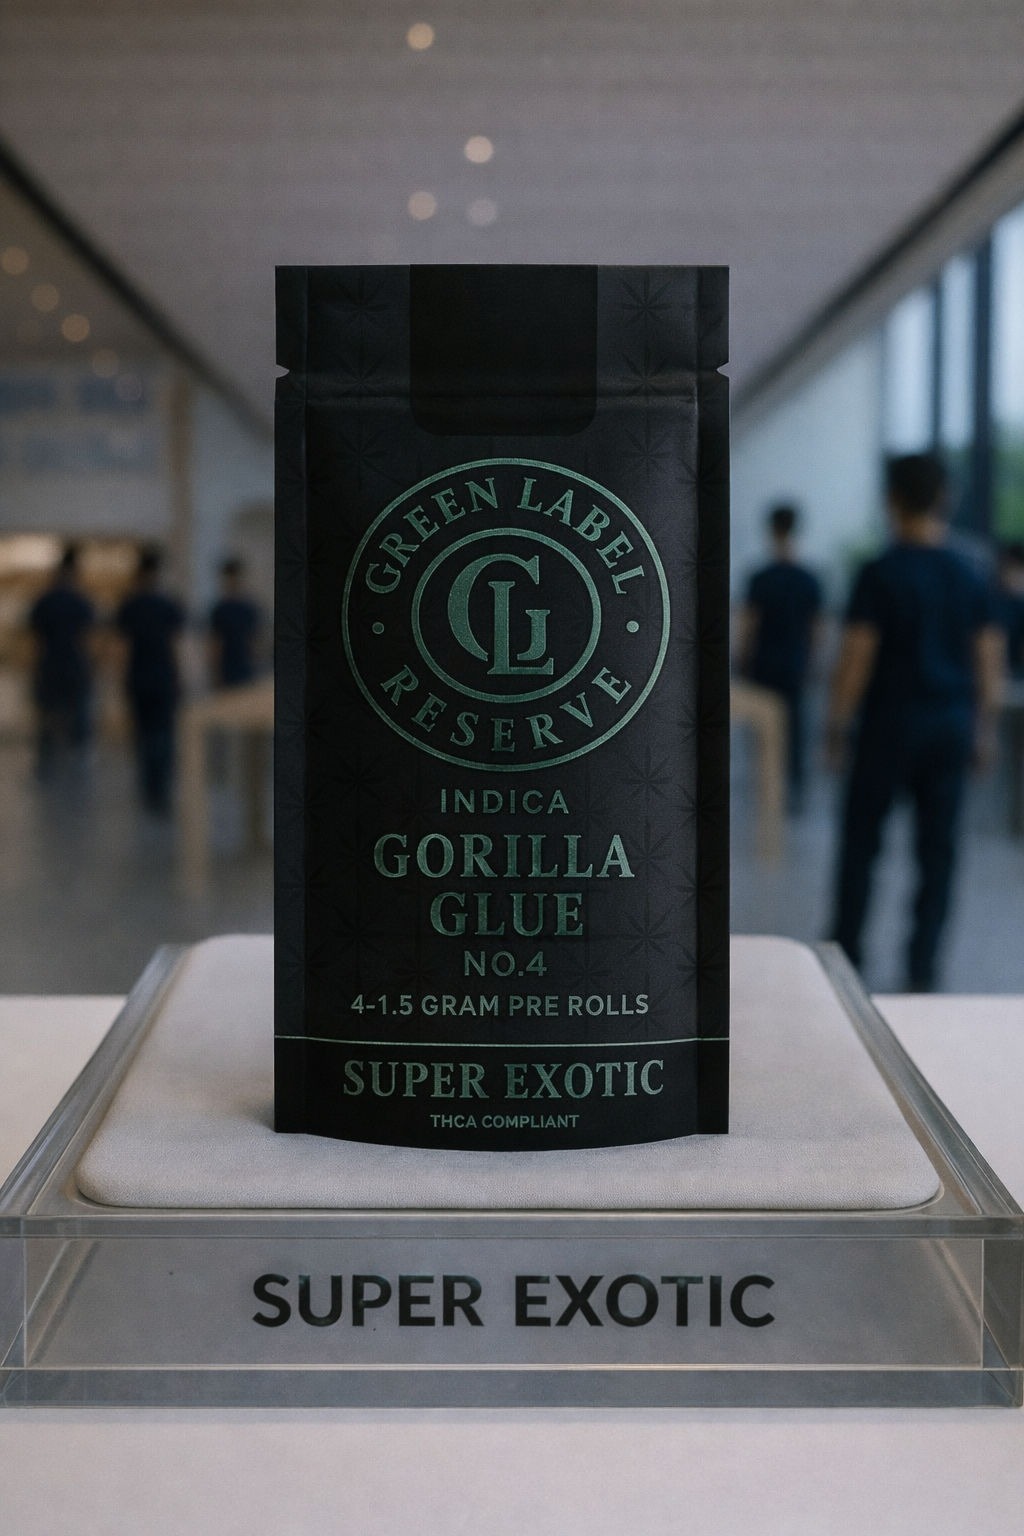 GREEN LABEL
GL
RESERVE
INDICA
GORILLA
GLUE
NO.4
4-1.5 GRAM PRE ROLLS
SUPER EXOTIC
THCA COMPLIANT
SUPER EXOTIC